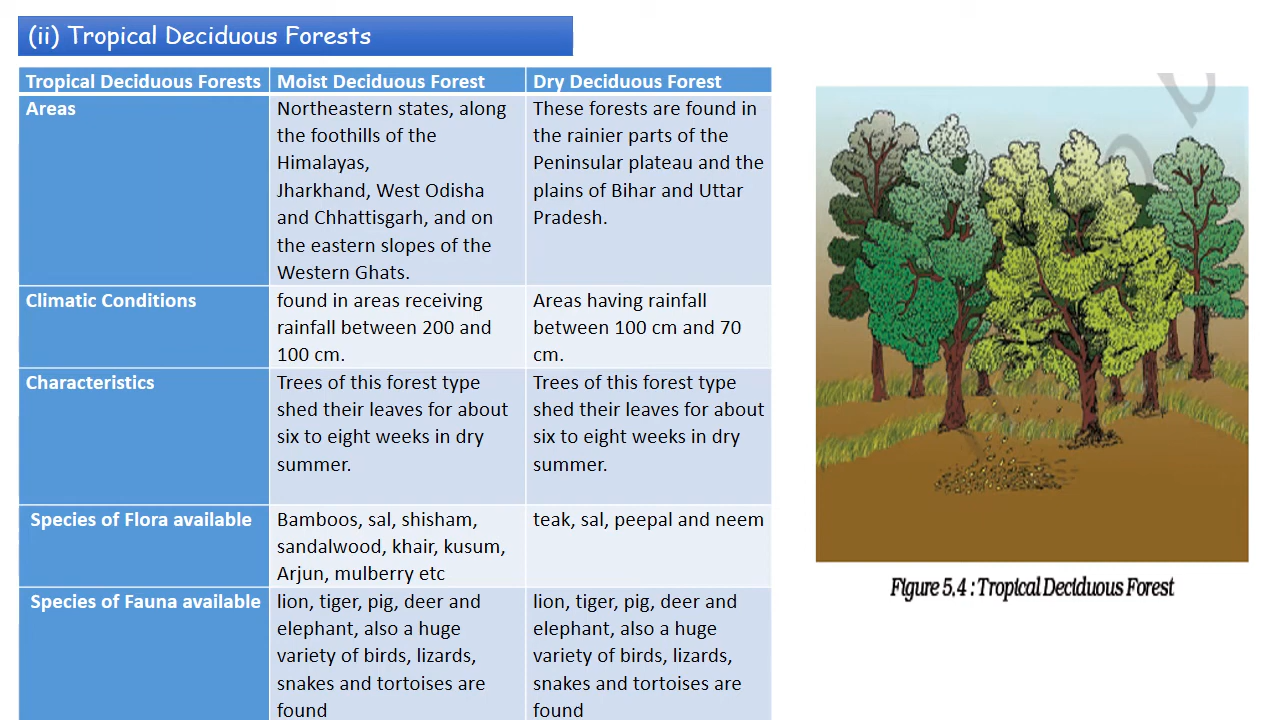 (ii) Tropical Deciduous Forests
Tropical Deciduous Forests Moist Deciduous Forest Dry Deciduous Forest
Areas
Northeastern states, along
the foothills of the
Himalayas,
Jharkhand, West Odisha
and Chhattisgarh, and on
the eastern slopes of the
Western Ghats.
These forests are found in
the rainier parts of the
Peninsular plateau and the
plains of Bihar and Uttar
Pradesh.
Climatic Conditions
found in areas receiving
rainfall between 200 and
100 cm.
Areas having rainfall
between 100 cm and 70
cm.
Characteristics
Trees of this forest type
shed their leaves for about
six to eight weeks in dry
summer.
Trees of this forest type
shed their leaves for about
six to eight weeks in dry
summer.
Species of Flora available
Bamboos, sal, shisham,
sandalwood, khair, kusum,
Arjun, mulberry etc
teak, sal, peepal and neem
Species of Fauna available
lion, tiger, pig, deer and
elephant, also a huge
variety of birds, lizards,
snakes and tortoises are
found
lion, tiger, pig, deer and
elephant, also a huge
variety of birds, lizards,
snakes and tortoises are
found
Figure 5.4 : Tropical Deciduous Forest